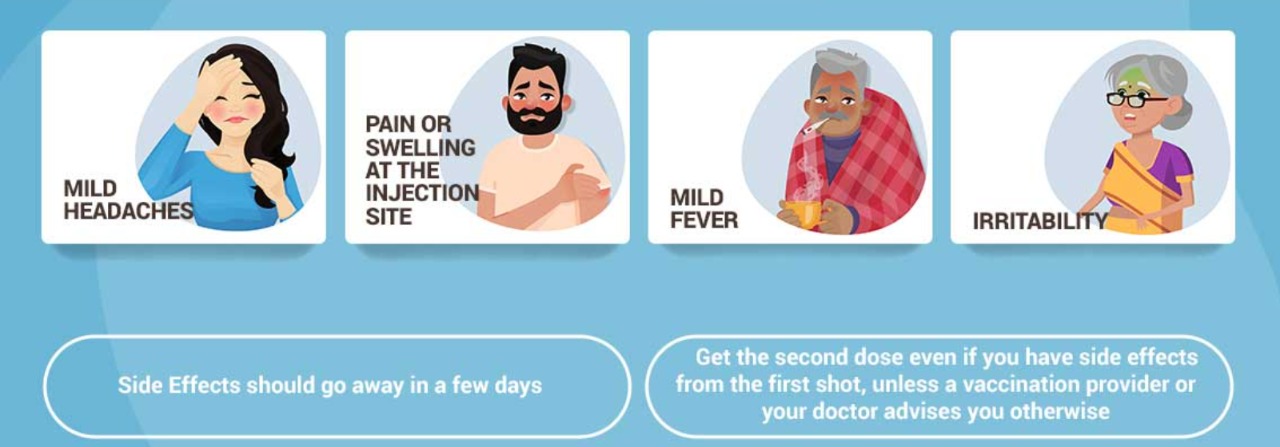 MILD
HEADACHES
PAIN OR
SWELLING
AT THE
INJECTION
SITE
MILD
FEVER
IRRITABILITY
Side Effects should go away in a few days
Get the second dose even if you have side effects
from the first shot, unless a vaccination provider or
your doctor advises you otherwise